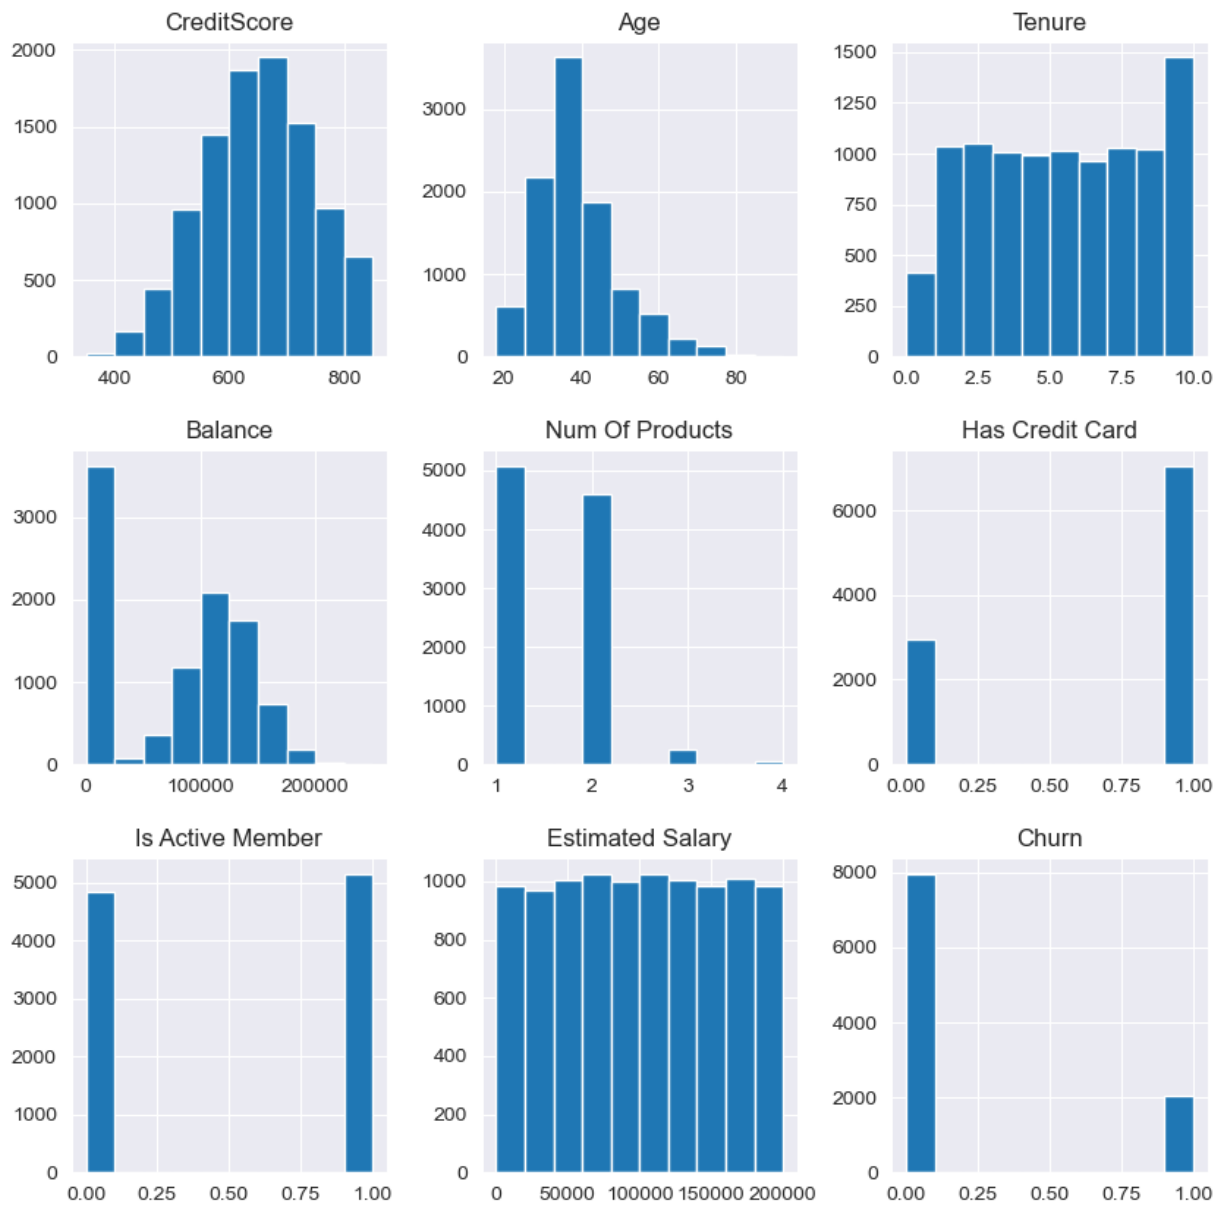 CreditScore
Age
Tenure
2000
1500
1000
500
0
400 600 800
3000
2000
1000
0
20 40 60 80
1500
1250
1000
750
500
250
0
0.0 2.5 5.0 7.5 10.0
Balance
Num Of Products
Has Credit Card
3000
2000
1000
0
0 100000 200000
5000
4000
3000
2000
1000
0
1 2 3 4
6000
4000
2000
0
0.00 0.25 0.50 0.75 1.00
Is Active Member
Estimated Salary
Churn
5000
4000
3000
2000
1000
0
0.00 0.25 0.50 0.75 1.00
1000
800
600
400
200
0
0 50000 100000 150000 200000
8000
6000
4000
2000
0
0.00 0.25 0.50 0.75 1.00